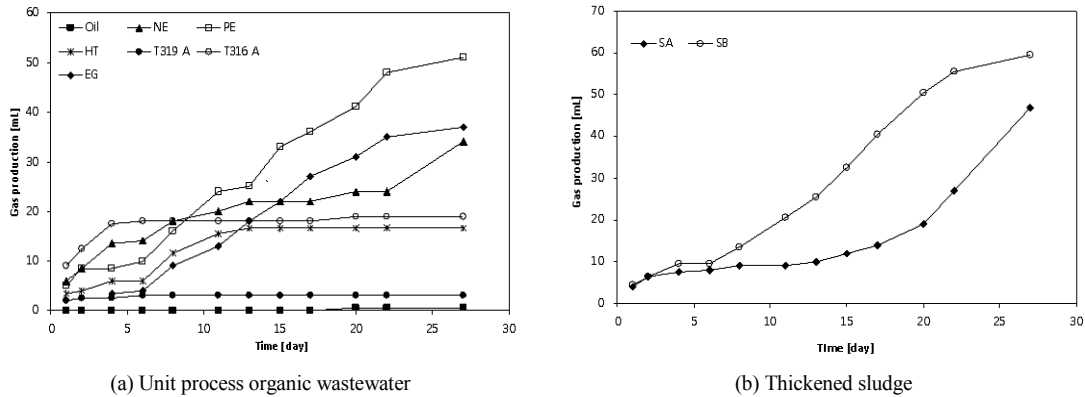 60
50
40
30
20
10
0
Gas production [mL]
Oil NE PE
HT T319 A T316 A
EG
0 5 10 15 20 25 30
Time [day]
(a) Unit process organic wastewater
70
60
50
40
30
20
10
0
Gas production [mL]
SA SB
0 5 10 15 20 25 30
Time [day]
(b) Thickened sludge